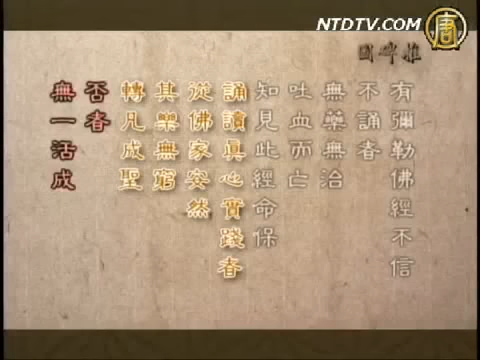 NTDTV.COM
唐
有彌勒佛經不信
不誦者
無藥無治
吐血而亡
知見此經命保
誦讀眞心實踐者
從佛家安然
其樂無窮
轉凡成聖
否者
無一活成